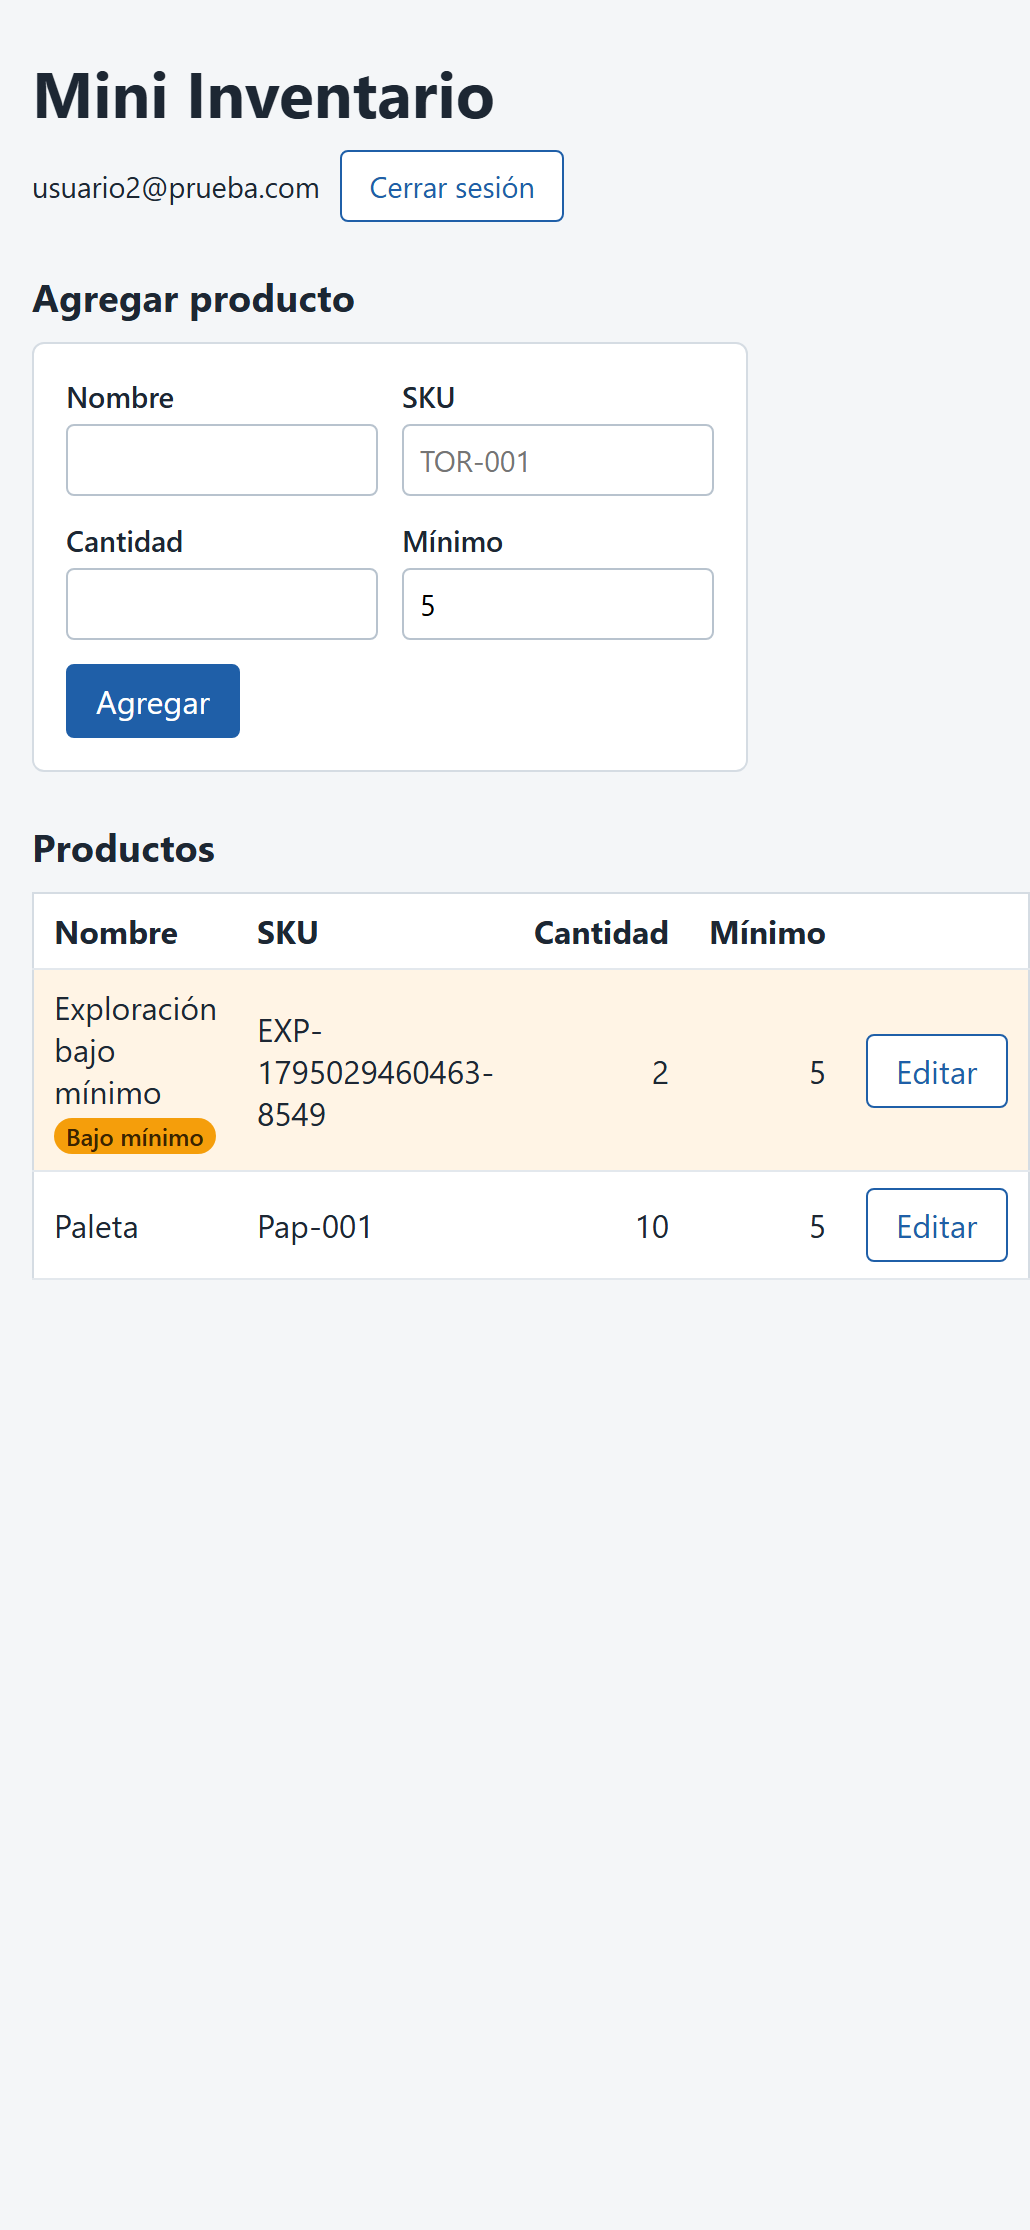 Mini Inventario
usuario2@prueba.com Cerrar sesión
Agregar producto
Nombre SKU
TOR-001
Cantidad Mínimo
5
Agregar
Productos
Nombre SKU Cantidad Mínimo
Exploración
bajo
mínimo
Bajo mínimo
EXP-
1795029460463-
8549
2 5 Editar
Paleta Pap-001 10 5 Editar